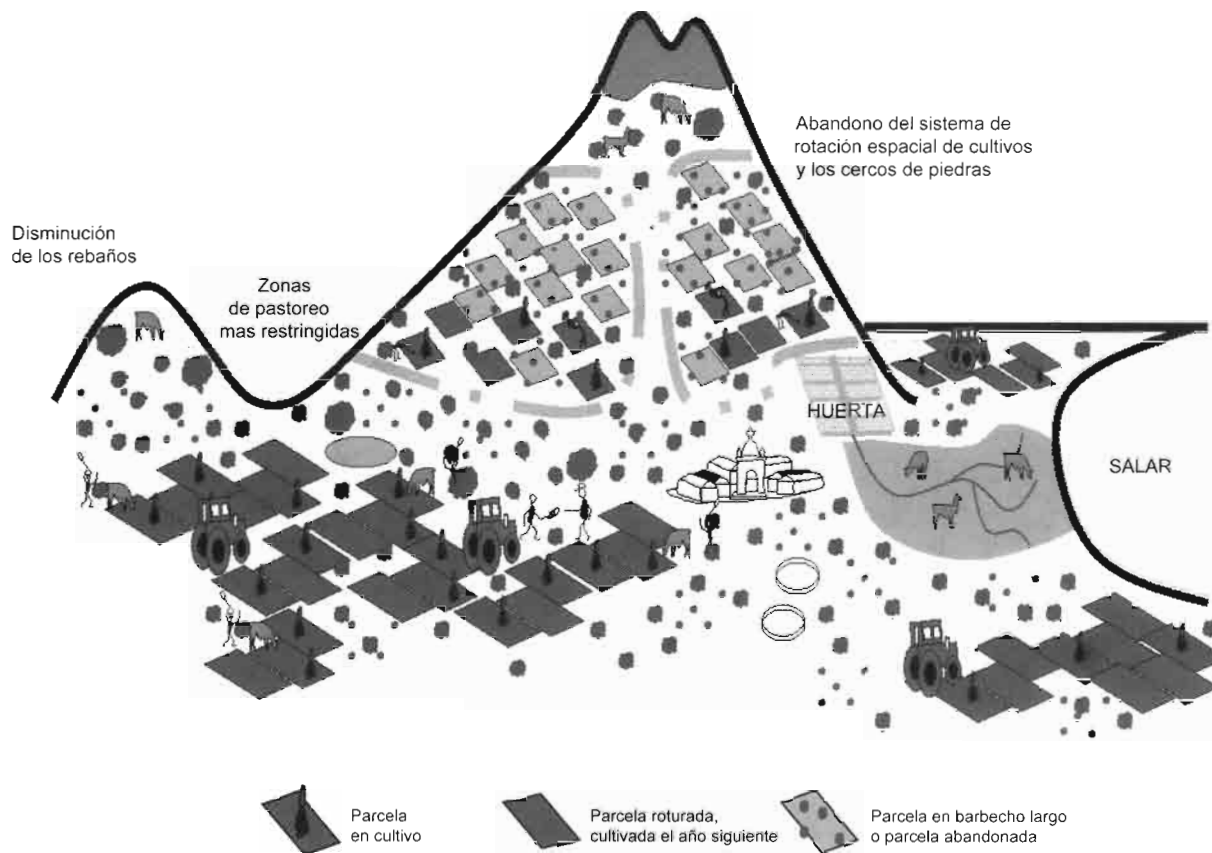 Abandono del sistema de
rotación espacial de cultivos
y los cercos de piedras
Disminución
de los rebaños
Zonas
de pastoreo
mas restringidas
HUERTA
SALAR
Parcela
en cultivo
Parcela roturada,
cultivada el año siguiente
Parcela en barbecho largo
o parcela abandonada